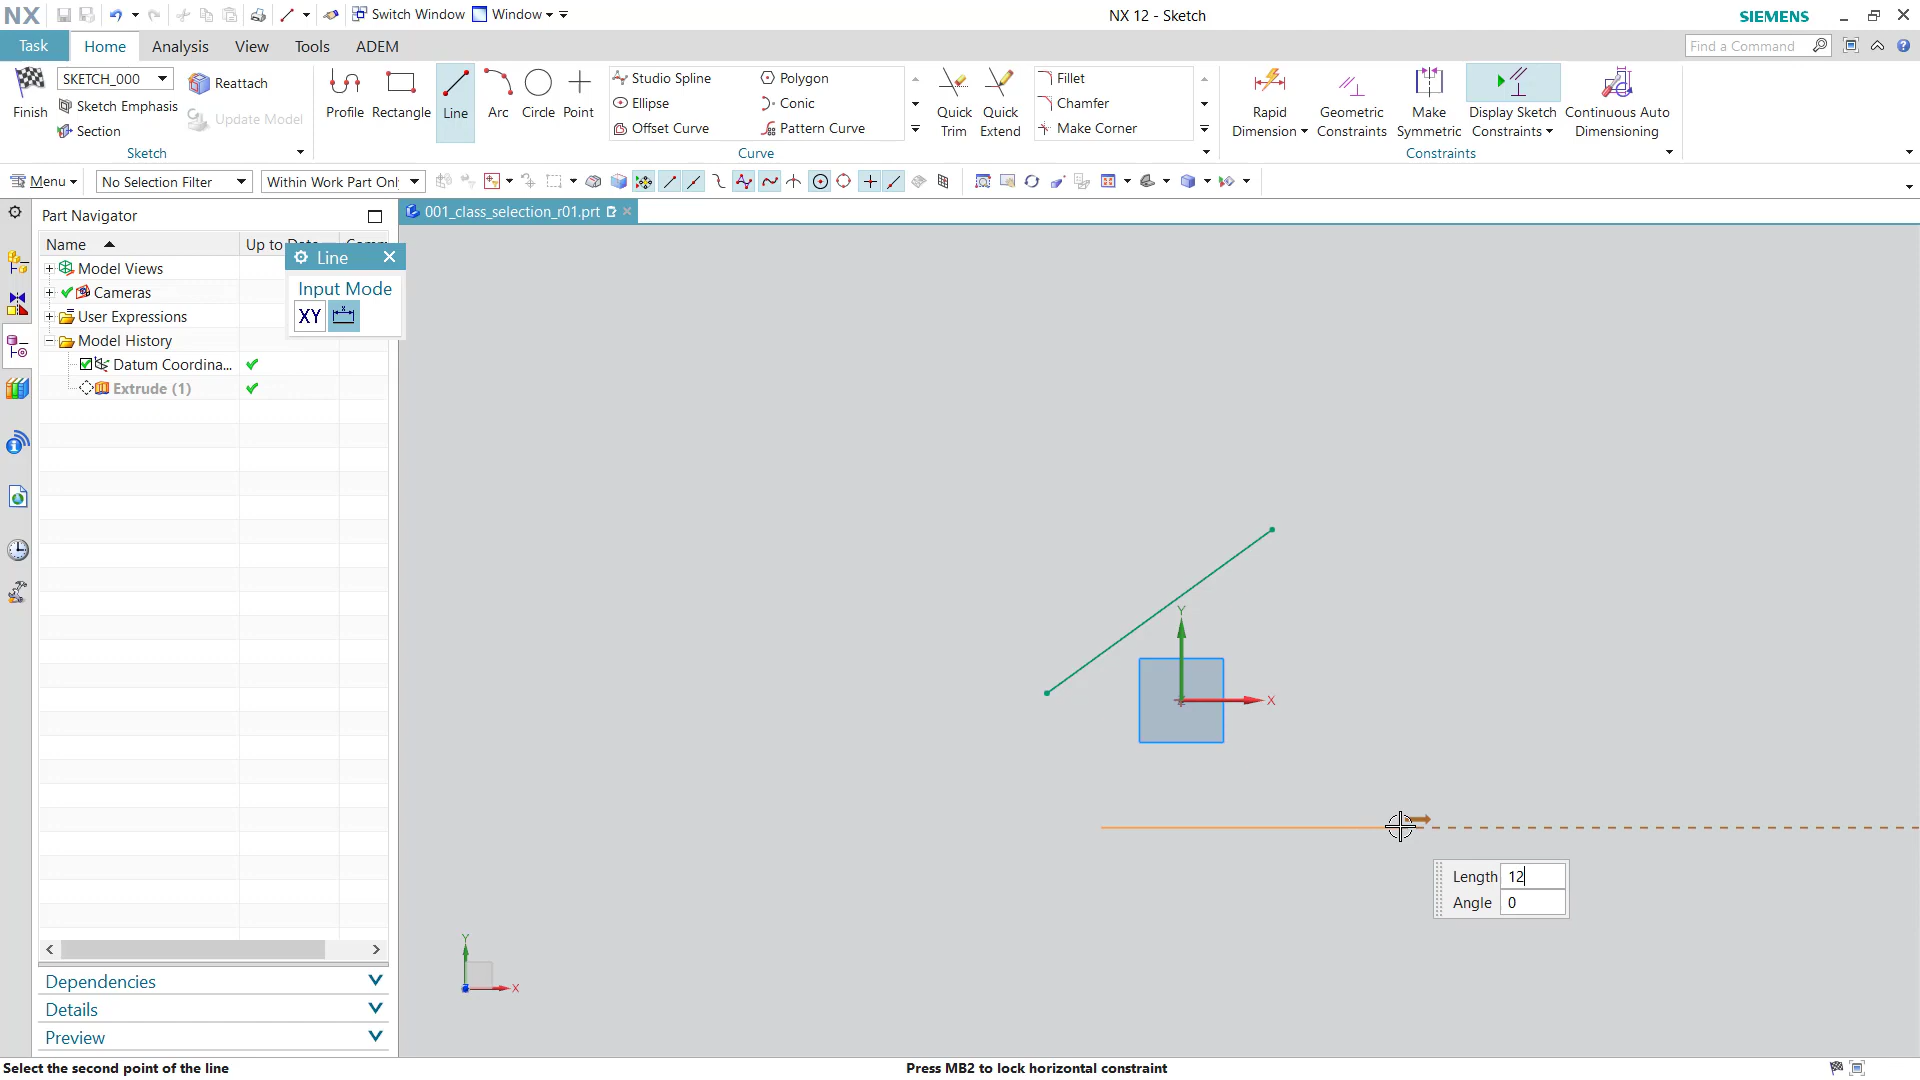 NX
Switch Window
Window
NX 12 - Sketch
SIEMENS
Task
Home
Analysis
View
Tools
ADEM
Find a Command
Finish
SKETCH_000
Sketch Emphasis
Section
Reattach
Update Model
Sketch
Profile
Rectangle
Line
Arc
Circle
Point
Studio Spline
Ellipse
Offset Curve
Polygon
Conic
Pattern Curve
Quick Trim
Quick Extend
Fillet
Chamfer
Make Corner
Curve
Rapid Dimension
Geometric Constraints
Make Symmetric
Display Sketch Constraints
Continuous Auto Dimensioning
Constraints
Menu
No Selection Filter
Within Work Part Onl
Part Navigator
001_class_selection_r01.prt
Name
Up to
Line
Input Mode
XY
Model Views
Cameras
User Expressions
Model History
Datum Coordina...
Extrude (1)
Y
X
Length 12
Angle 0
Y
X
Dependencies
Details
Preview
Select the second point of the line
Press MB2 to lock horizontal constraint